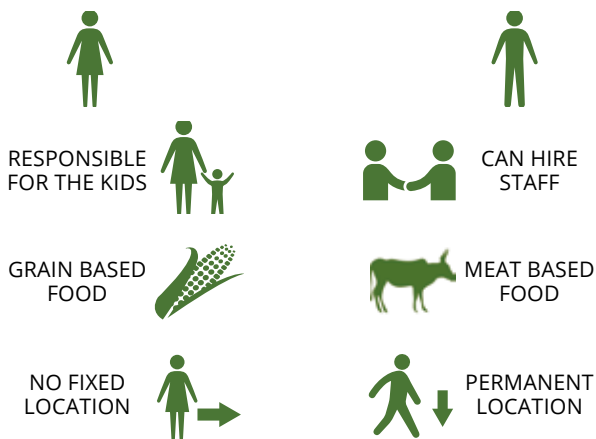 RESPONSIBLE
FOR THE KIDS
CAN HIRE
STAFF
GRAIN BASED
FOOD
MEAT BASED
FOOD
NO FIXED
LOCATION
PERMANENT
LOCATION